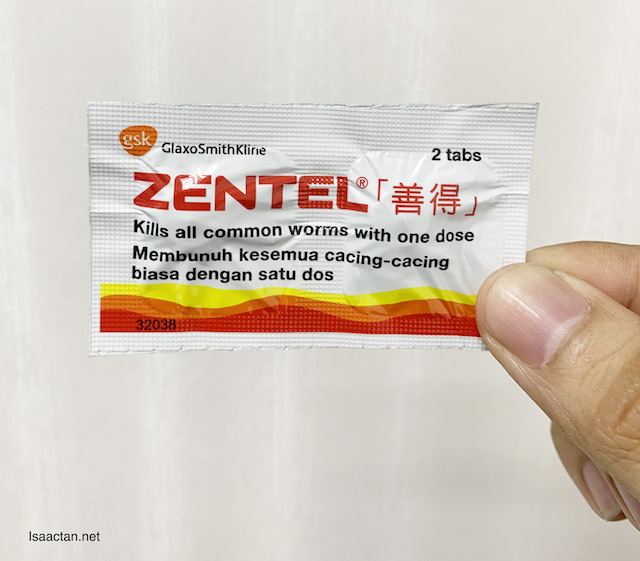 gsk GlaxoSmithKline
2 tabs
ZENTEL®「善得」
Kills all common worms with one dose
Membunuh kesemua cacing-cacing
biasa dengan satu dos
32038
Isaactan.net